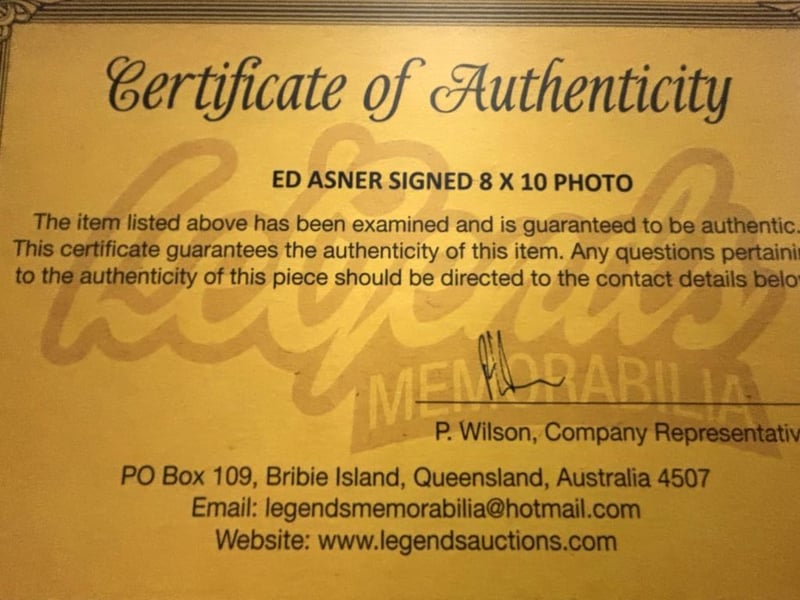 Certificate of Authenticity
Legends
MEMORABILIA
ED ASNER SIGNED 8 X 10 PHOTO
The item listed above has been examined and is guaranteed to be authentic.
This certificate guarantees the authenticity of this item. Any questions pertaini
to the authenticity of this piece should be directed to the contact details belo
P. Wilson, Company Representativ
PO Box 109, Bribie Island, Queensland, Australia 4507
Email: legendsmemorabilia@hotmail.com
Website: www.legendsauctions.com